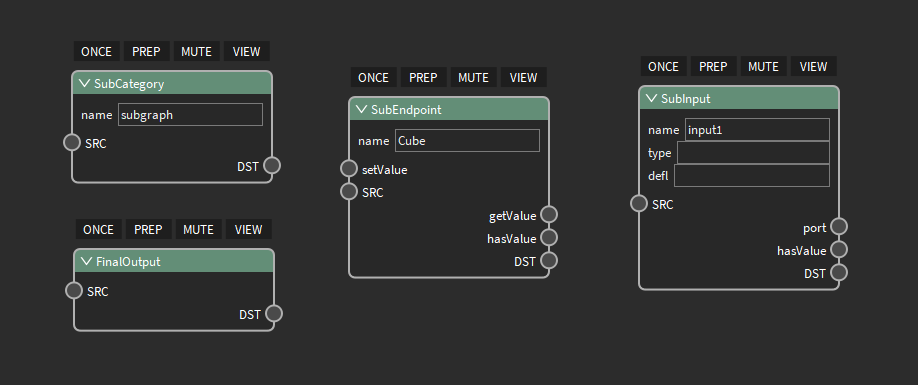 ONCE PREP MUTE VIEW
SubCategory
name subgraph
SRC
DST
ONCE PREP MUTE VIEW
FinalOutput
SRC
DST
ONCE PREP MUTE VIEW
SubEndpoint
name Cube
setValue
SRC
getValue
hasValue
DST
ONCE PREP MUTE VIEW
SubInput
name input1
type
defl
SRC
port
hasValue
DST